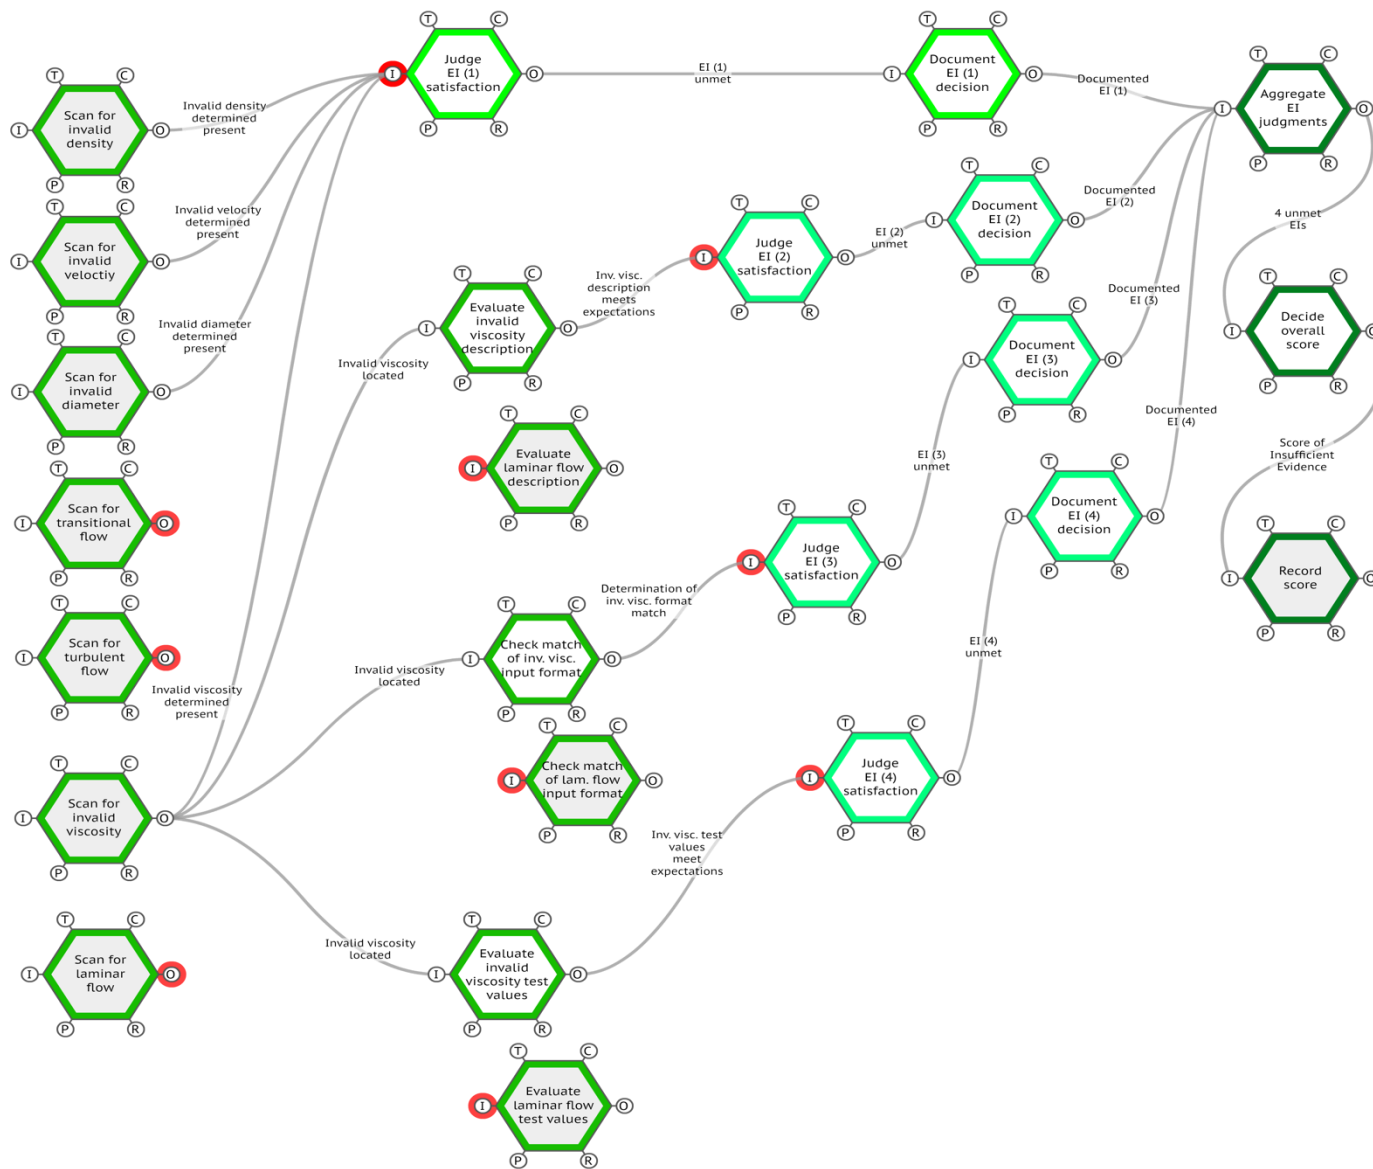 T
C
I
Judge
EI (1)
satisfaction
O
P
R
EI (1)
unmet
T
C
I
Document
EI (1)
decision
O
P
R
Documented
EI (1)
T
C
I
Aggregate
EI
judgments
O
P
R
T
C
I
Scan for
invalid
density
O
P
R
Invalid density
determined
present
T
C
I
Scan for
invalid
veloctiy
O
P
R
Invalid velocity
determined
present
T
C
I
Judge
EI (2)
satisfaction
O
P
R
EI (2)
unmet
T
C
I
Document
EI (2)
decision
O
P
R
Documented
EI (2)
4 unmet
EIs
T
C
I
Evaluate
invalid
viscosity
description
O
P
R
Inv. visc.
description
meets
expectations
T
C
I
Document
EI (3)
decision
O
P
R
Documented
EI (3)
T
C
I
Decide
overall
score
O
P
R
T
C
I
Scan for
invalid
diameter
O
P
R
Invalid diameter
determined
present
Invalid viscosity
located
T
C
I
Evaluate
laminar flow
description
O
P
R
EI (3)
unmet
Documented
EI (4)
Score of
Insufficient
Evidence
T
C
I
Scan for
transitional
flow
O
P
R
T
C
I
Judge
EI (3)
satisfaction
O
P
R
T
C
I
Document
EI (4)
decision
O
P
R
T
C
I
Record
score
O
P
R
T
C
I
Scan for
turbulent
flow
O
P
R
Invalid viscosity
determined
present
Invalid viscosity
located
T
C
I
Check match
of inv. visc.
input format
O
P
R
Determination of
inv. visc. format
match
EI (4)
unmet
T
C
I
Scan for
invalid
viscosity
O
P
R
T
C
I
Check match
of lam. flow
input format
O
P
R
T
C
I
Judge
EI (4)
satisfaction
O
P
R
Inv. visc. test
values
meet
expectations
T
C
I
Scan for
laminar
flow
O
P
R
Invalid viscosity
located
T
C
I
Evaluate
invalid
viscosity test
values
O
P
R
T
C
I
Evaluate
laminar flow
test values
O
P
R